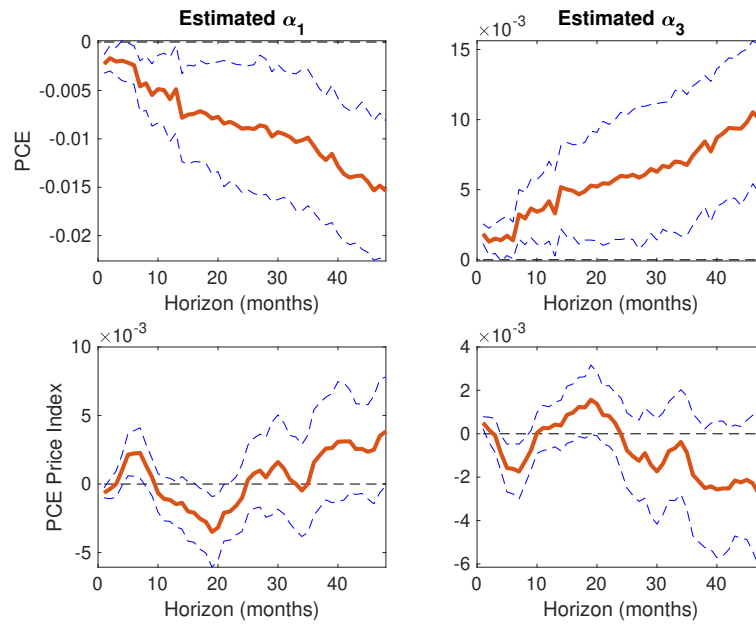 Estimated α1
Estimated α3
×10-3
0
-0.005
-0.01
-0.015
-0.02
PCE
0 10 20 30 40
Horizon (months)
15
10
5
0
0 10 20 30 40
Horizon (months)
×10-3
10
5
0
-5
PCE Price Index
0 10 20 30 40
Horizon (months)
×10-3
4
2
0
-2
-4
-6
0 10 20 30 40
Horizon (months)